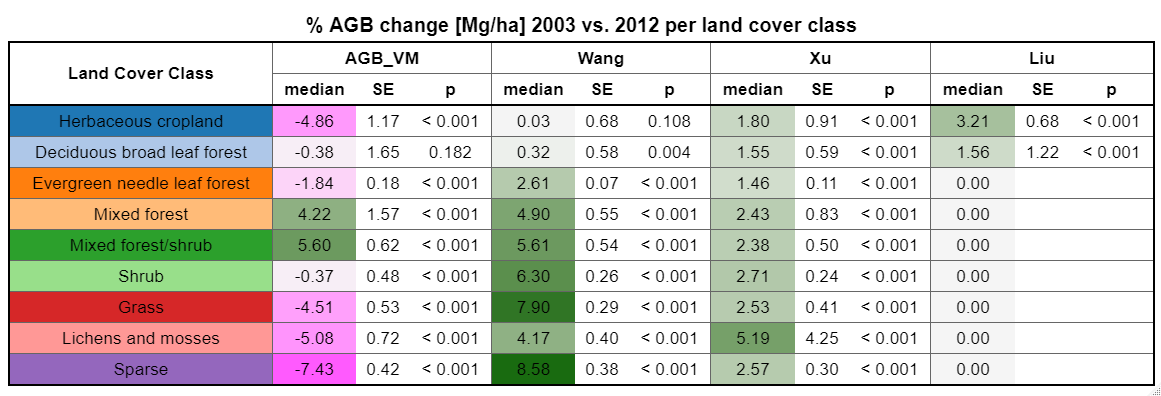 % AGB change [Mg/ha] 2003 vs. 2012 per land cover class
Land Cover Class AGB_VM Wang Xu Liu
median SE p median SE p median SE p median SE p
Herbaceous cropland -4.86 1.17 < 0.001 0.03 0.68 0.108 1.80 0.91 < 0.001 3.21 0.68 < 0.001
Deciduous broad leaf forest -0.38 1.65 0.182 0.32 0.58 0.004 1.55 0.59 < 0.001 1.56 1.22 < 0.001
Evergreen needle leaf forest -1.84 0.18 < 0.001 2.61 0.07 < 0.001 1.46 0.11 < 0.001 0.00
Mixed forest 4.22 1.57 < 0.001 4.90 0.55 < 0.001 2.43 0.83 < 0.001 0.00
Mixed forest/shrub 5.60 0.62 < 0.001 5.61 0.54 < 0.001 2.38 0.50 < 0.001 0.00
Shrub -0.37 0.48 < 0.001 6.30 0.26 < 0.001 2.71 0.24 < 0.001 0.00
Grass -4.51 0.53 < 0.001 7.90 0.29 < 0.001 2.53 0.41 < 0.001 0.00
Lichens and mosses -5.08 0.72 < 0.001 4.17 0.40 < 0.001 5.19 4.25 < 0.001 0.00
Sparse -7.43 0.42 < 0.001 8.58 0.38 < 0.001 2.57 0.30 < 0.001 0.00